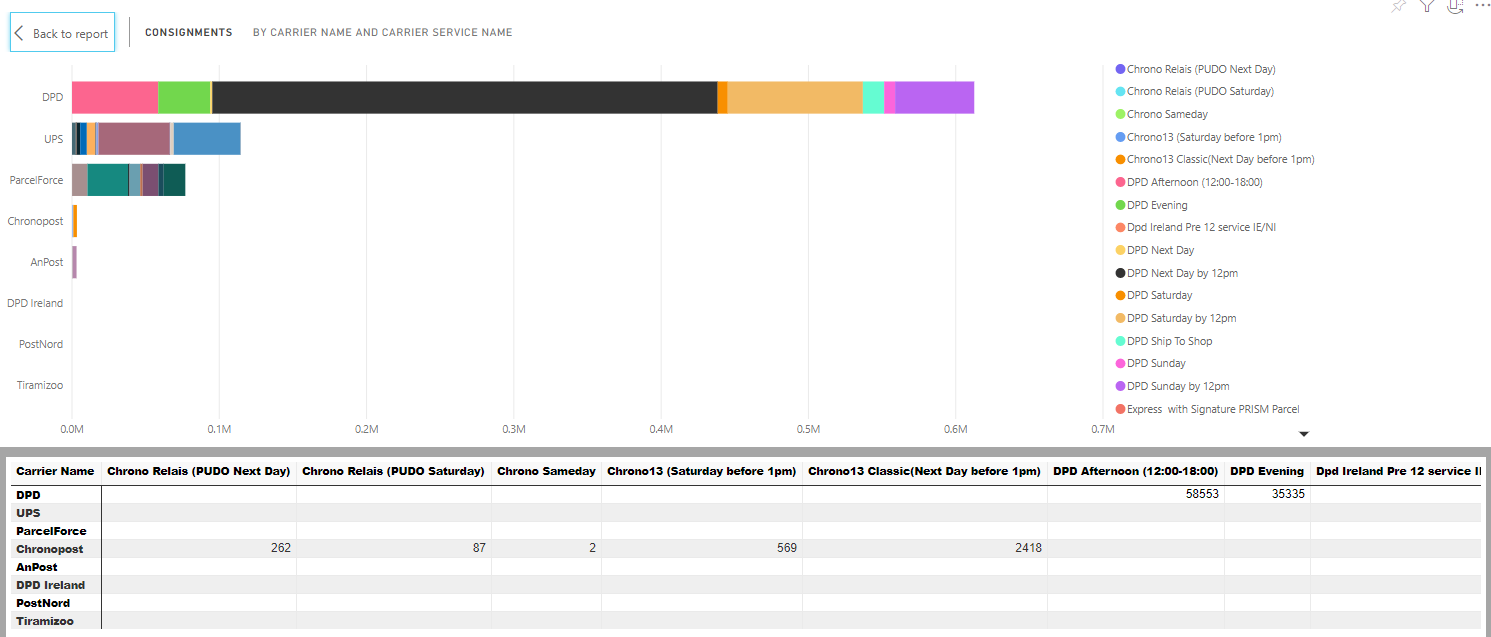 Back to report
CONSIGNMENTS BY CARRIER NAME AND CARRIER SERVICE NAME
DPD
UPS
ParcelForce
Chronopost
AnPost
DPD Ireland
PostNord
Tiramizoo
0.0M 0.1M 0.2M 0.3M 0.4M 0.5M 0.6M 0.7M
Chrono Relais (PUDO Next Day)
Chrono Relais (PUDO Saturday)
Chrono Sameday
Chrono13 (Saturday before 1pm)
Chrono13 Classic(Next Day before 1pm)
DPD Afternoon (12:00-18:00)
DPD Evening
Dpd Ireland Pre 12 service IE/NI
DPD Next Day
DPD Next Day by 12pm
DPD Saturday
DPD Saturday by 12pm
DPD Ship To Shop
DPD Sunday
DPD Sunday by 12pm
Express with Signature PRISM Parcel
Carrier Name Chrono Relais (PUDO Next Day) Chrono Relais (PUDO Saturday) Chrono Sameday Chrono13 (Saturday before 1pm) Chrono13 Classic(Next Day before 1pm) DPD Afternoon (12:00-18:00) DPD Evening Dpd Ireland Pre 12 service
DPD 58553 35335
UPS
ParcelForce
Chronopost 262 87 2 569 2418
AnPost
DPD Ireland
PostNord
Tiramizoo